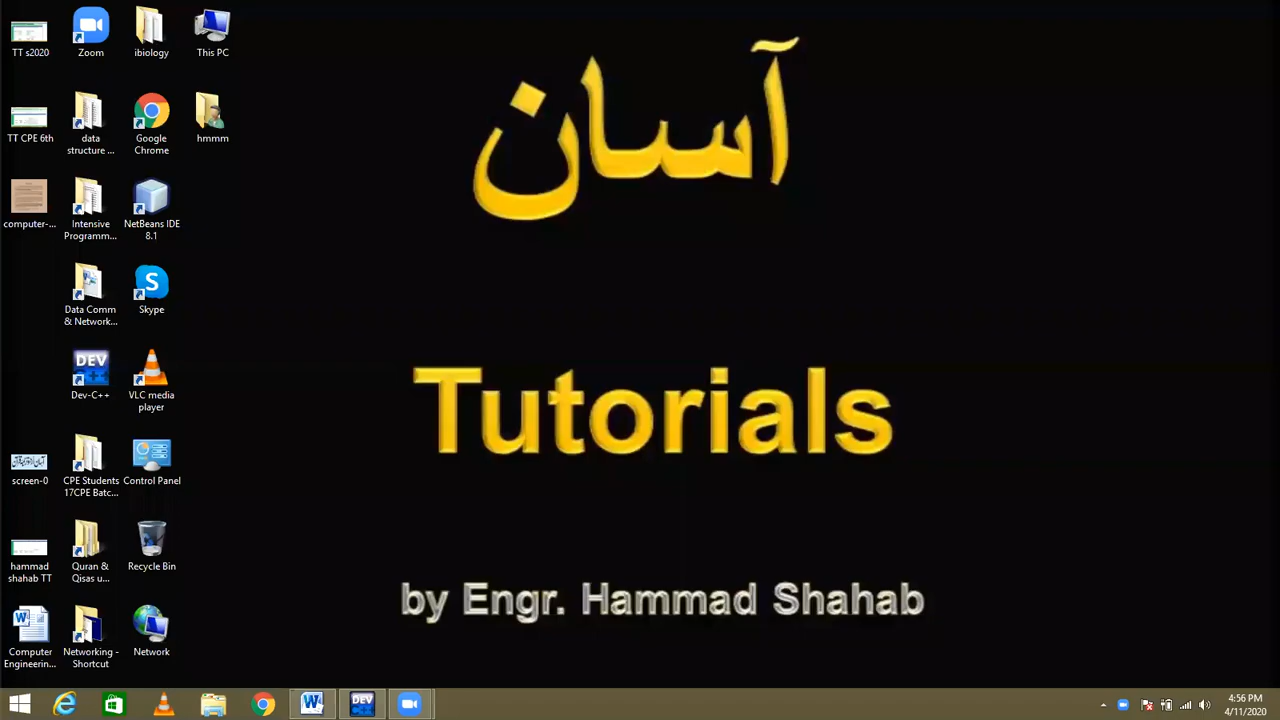 TT s2020
Zoom
ibiology
This PC
TT CPE 6th
data
structure ...
Google
Chrome
hmmm
computer-...
Intensive
Programm...
NetBeans IDE
8.1
Data Comm
& Network...
Skype
DEV
Dev-C++
VLC media
player
screen-0
CPE Students
17CPE Batc...
Control Panel
hammad
shahab TT
Quran &
Qisas u...
Recycle Bin
Computer
Engineerin...
Networking -
Shortcut
Network
آسان
Tutorials
by Engr. Hammad Shahab
DEV
4:56 PM
4/11/2020